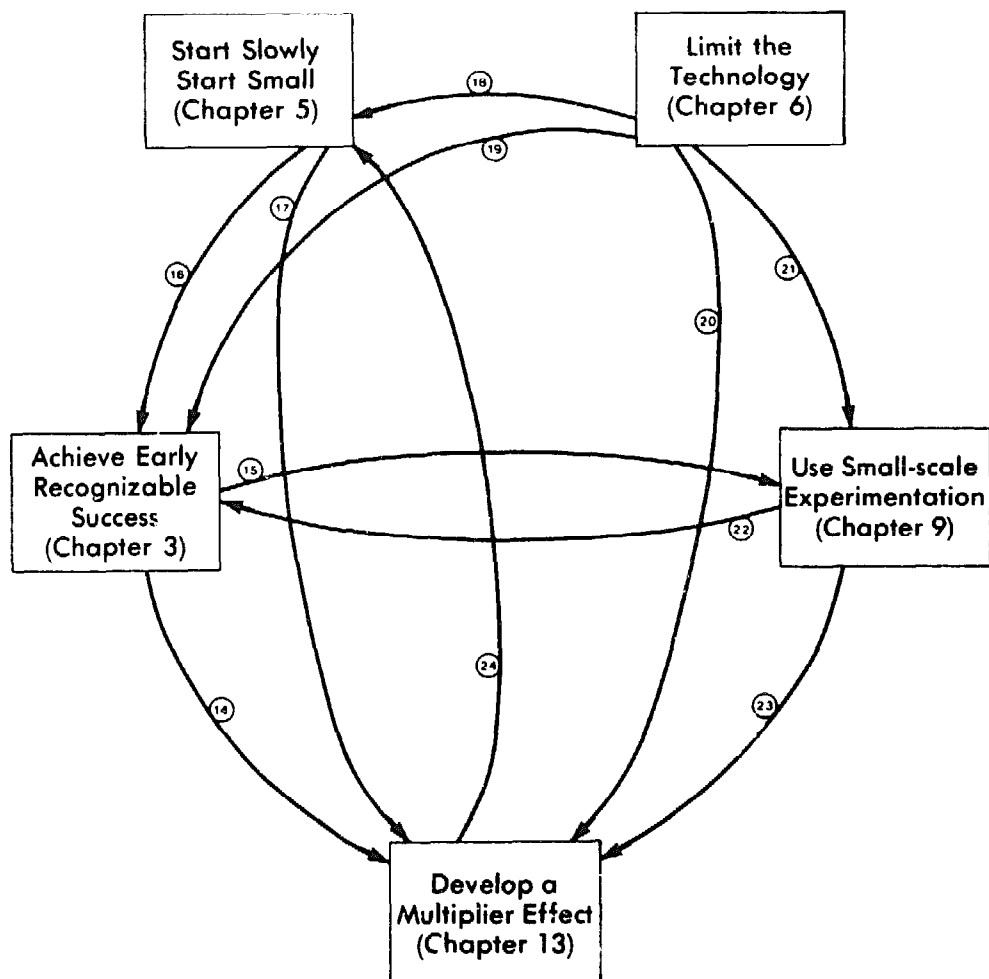 Start Slowly
Start Small
(Chapter 5)
Limit the
Technology
(Chapter 6)
18
19
17
16
21
20
Achieve Early
Recognizable
Success
(Chapter 3)
15
Use Small-scale
Experimentation
(Chapter 9)
22
24
14
23
Develop a
Multiplier Effect
(Chapter 13)